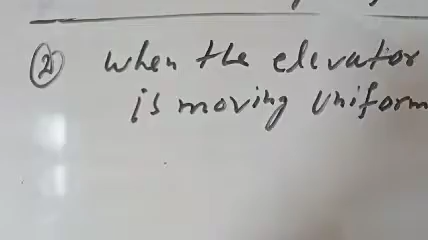 ② when the elevator
is moving uniform